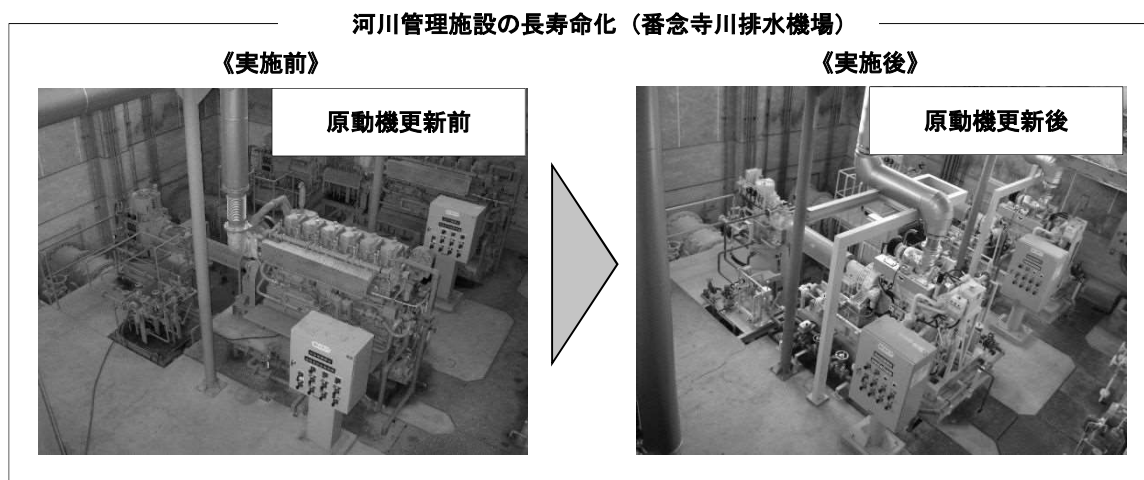 河川管理施設の長寿命化（番念寺川排水機場）
《実施前》
《実施後》
原動機更新前
原動機更新後